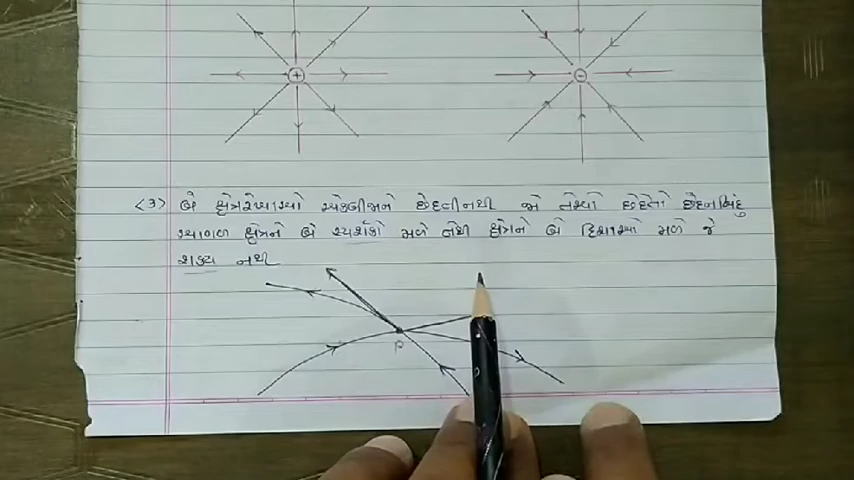 + −
<3> બે ક્ષેત્રરેખાઓ એકબીજાને છેદતી નથી જો તેઓ છેદેતો છેદનબિંદુ
આગળ ક્ષેત્રને બે સ્પર્શકો મળે તેથી ક્ષેત્રને બે દિશાઓ મળે જે
શક્ય નથી
P